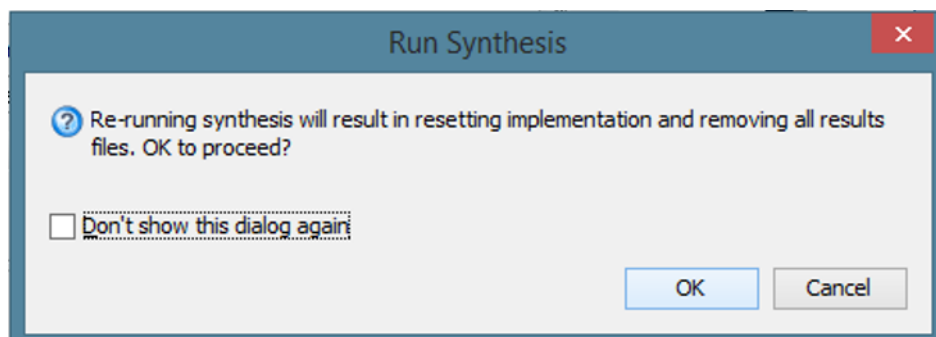 Run Synthesis
Re-running synthesis will result in resetting implementation and removing all results
files. OK to proceed?
Don't show this dialog again
OK
Cancel